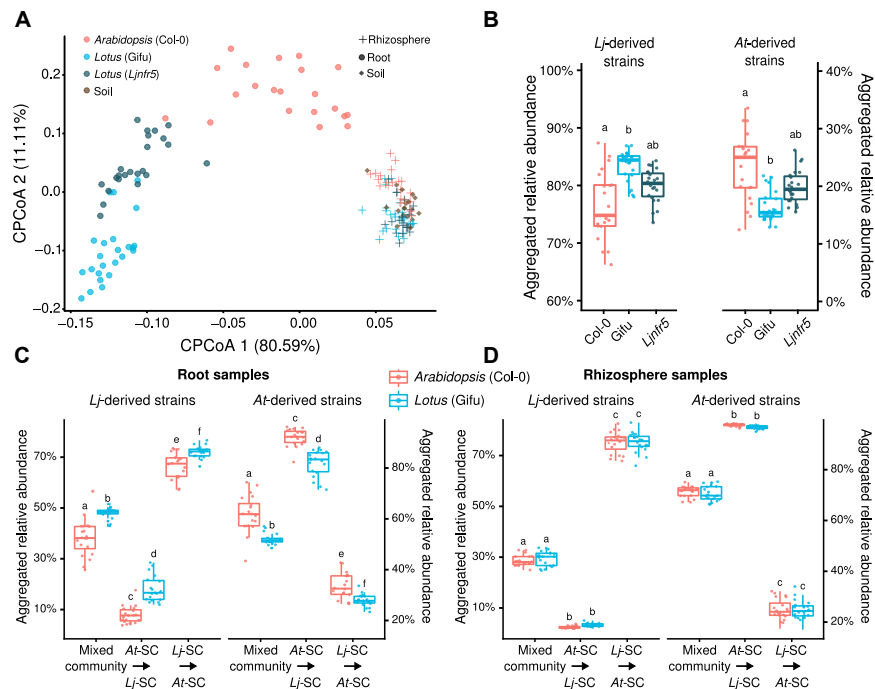 A
Arabidopsis (Col-0)
Lotus (Gifu)
Lotus (Ljnfr5)
Soil
Rhizosphere
Root
Soil
CPCoA 2 (11.11%)
0.2
0.1
0.0
−0.1
−0.2
−0.15
−0.10
−0.05
0.00
0.05
CPCoA 1 (80.59%)
B
Lj-derived strains
At-derived strains
Aggregated relative abundance
100%
90%
80%
70%
60%
a
b
ab
a
b
ab
40%
30%
20%
10%
0%
Aggregated relative abundance
Col-0
Gifu
Ljnfr5
Col-0
Gifu
Ljnfr5
C
Root samples
Arabidopsis (Col-0)
Lotus (Gifu)
Lj-derived strains
At-derived strains
Aggregated relative abundance
70%
50%
30%
10%
a
b
c
d
e
f
a
b
c
d
e
f
80%
60%
40%
20%
Aggregated relative abundance
Mixed community
At-SC → Lj-SC
Lj-SC → At-SC
Mixed community
At-SC → Lj-SC
Lj-SC → At-SC
D
Rhizosphere samples
Lj-derived strains
At-derived strains
Aggregated relative abundance
70%
50%
30%
10%
a
a
b
b
c
c
a
a
b
b
c
c
80%
60%
40%
20%
Aggregated relative abundance
Mixed community
At-SC → Lj-SC
Lj-SC → At-SC
Mixed community
At-SC → Lj-SC
Lj-SC → At-SC